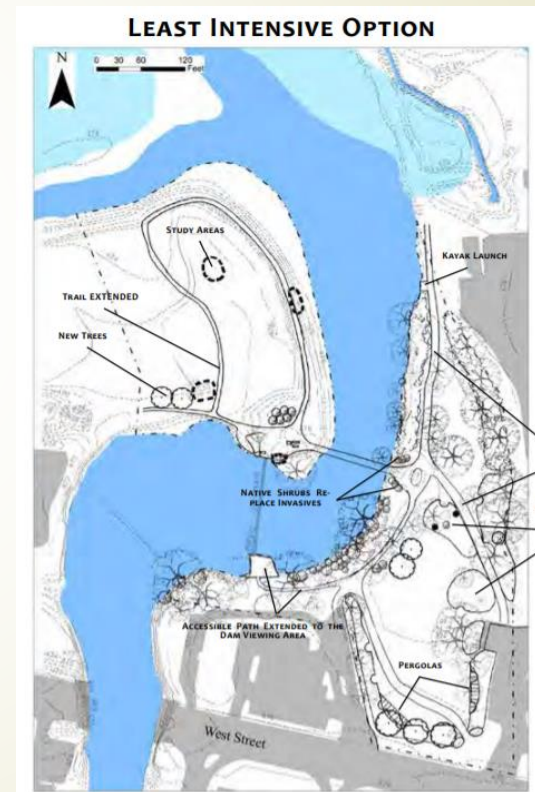 LEAST INTENSIVE OPTION
N
0 30 60 120
Feet
STUDY AREAS
KAYAK LAUNCH
TRAIL EXTENDED
NEW TREES
NATIVE SHRUBS RE-
PLACE INVASIVES
ACCESSIBLE PATH EXTENDED TO THE
DAM VIEWING AREA
PERGOLAS
West Street